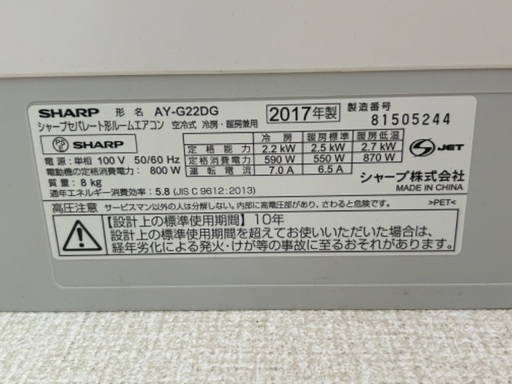 SHARP 形名 AY-G22DG 2017年製 製造番号 81505244
シャープセパレート形ルームエアコン 空冷式 冷房・暖房兼用
SHARP
電源：単相 100 V 50/60 Hz
電動機の定格消費電力： 800 W
質量：8 kg
冷房 暖房標準 暖房低温
定格能力 2.2 kW 2.5 kW 2.7 kW
定格消費電力 590 W 550 W 870 W
運転電流 7.0 A 6.5 A
通年エネルギー消費効率： 5.8 (JIS C 9612:2013)
JET
シャープ株式会社
MADE IN CHINA
高圧注意 サービスマン以外の人は分解しない。内部に高電圧部があり、さわると危険です。
>PET<
【設計上の標準使用期間】10年
設計上の標準使用期間を超えてお使いいただいた場合は、
経年劣化による発火・けが等の事故に至るおそれがあります。